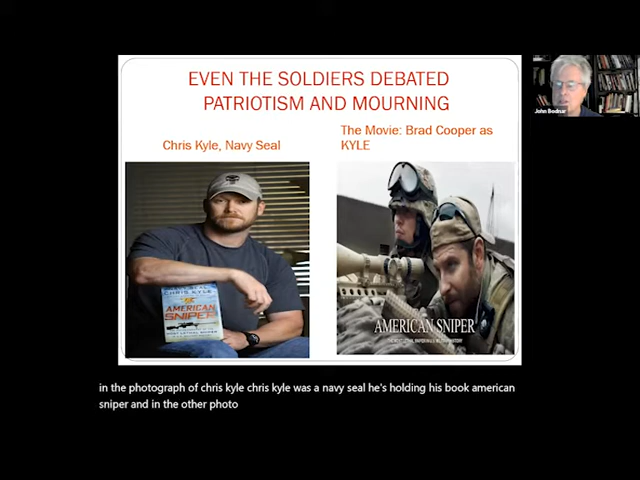 EVEN THE SOLDIERS DEBATED
PATRIOTISM AND MOURNING
John Bodnar
The Movie: Brad Cooper as
KYLE
Chris Kyle, Navy Seal
CHRIS KYLE
AMERICAN
SNIPER
AMERICAN SNIPER
in the photograph of chris kyle chris kyle was a navy seal he's holding his book american
sniper and in the other photo